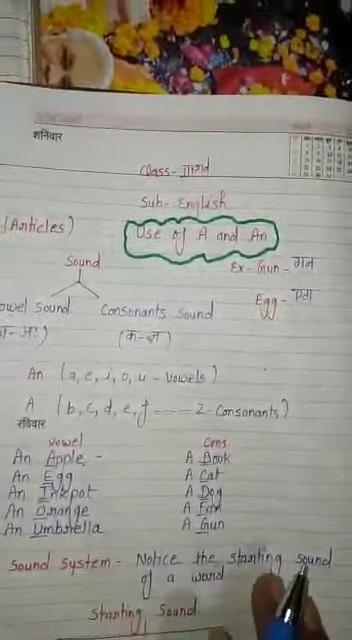 शनिवार
Class-
Sub- English
(Articles)
Use of A and An
Sound
Ex- Gun - गन
Egg - एग
owel Sound Consonants Sound
(क-ज्ञ)
An (a, e, i, o, u - vowels)
A (b, c, d, e, f ---- z - Consonants)
रविवार
vowel Cons.
An Apple - A Book
An Egg A Cat
An Inkpot A Dog
An Orange A Fan
An Umbrella A Gun
Sound System - Notice the starting sound
of a word
Starting Sound